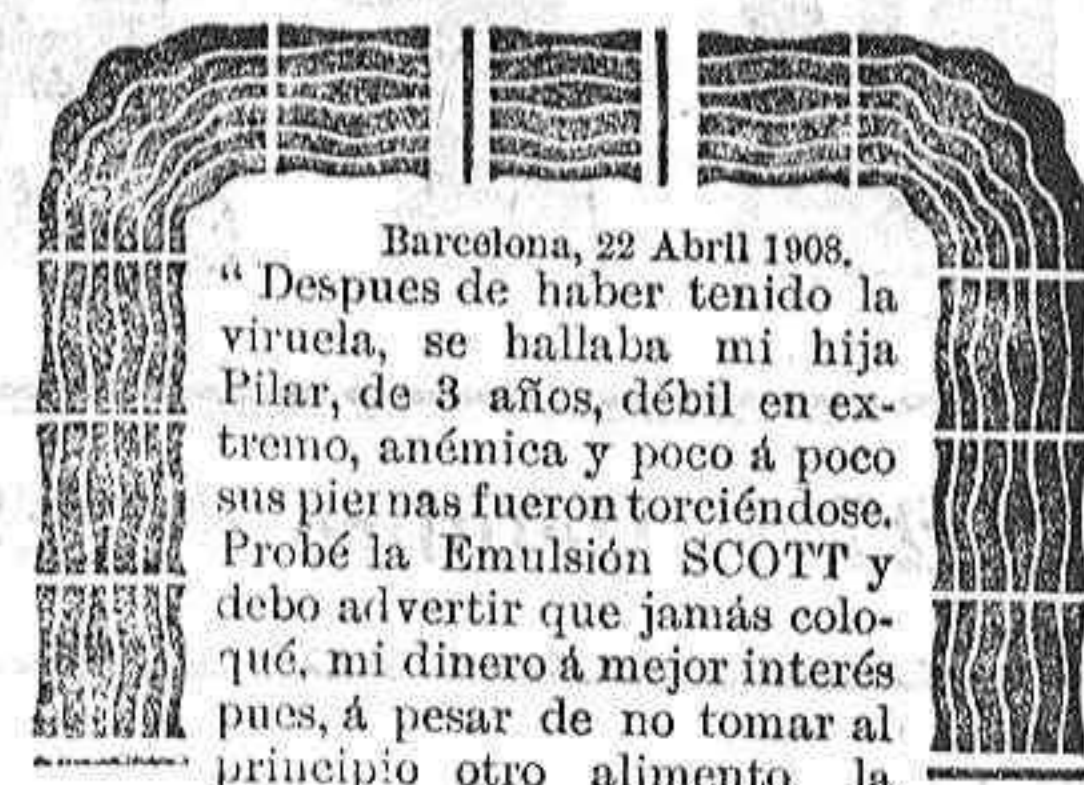 Barcelona, 22 Abril 1908.
“ Despues de haber tenido la
viruela, se hallaba mi hija
Pilar, de 3 años, débil en ex-
tremo, anémica y poco á poco
sus piernas fueron torciéndose.
Probé la Emulsión SCOTT y
debo advertir que jamás colo-
qué, mi dinero á mejor interés
pues, á pesar de no tomar al
principio otro alimento la